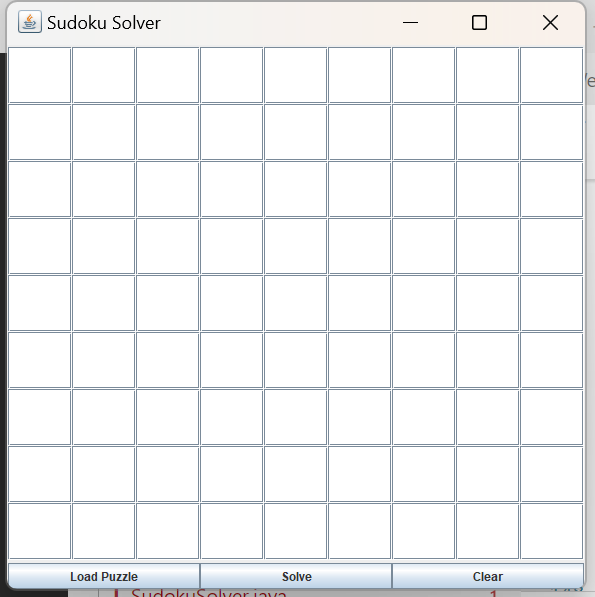 Sudoku Solver
Load Puzzle Solve Clear
SudokuSolver.java 1